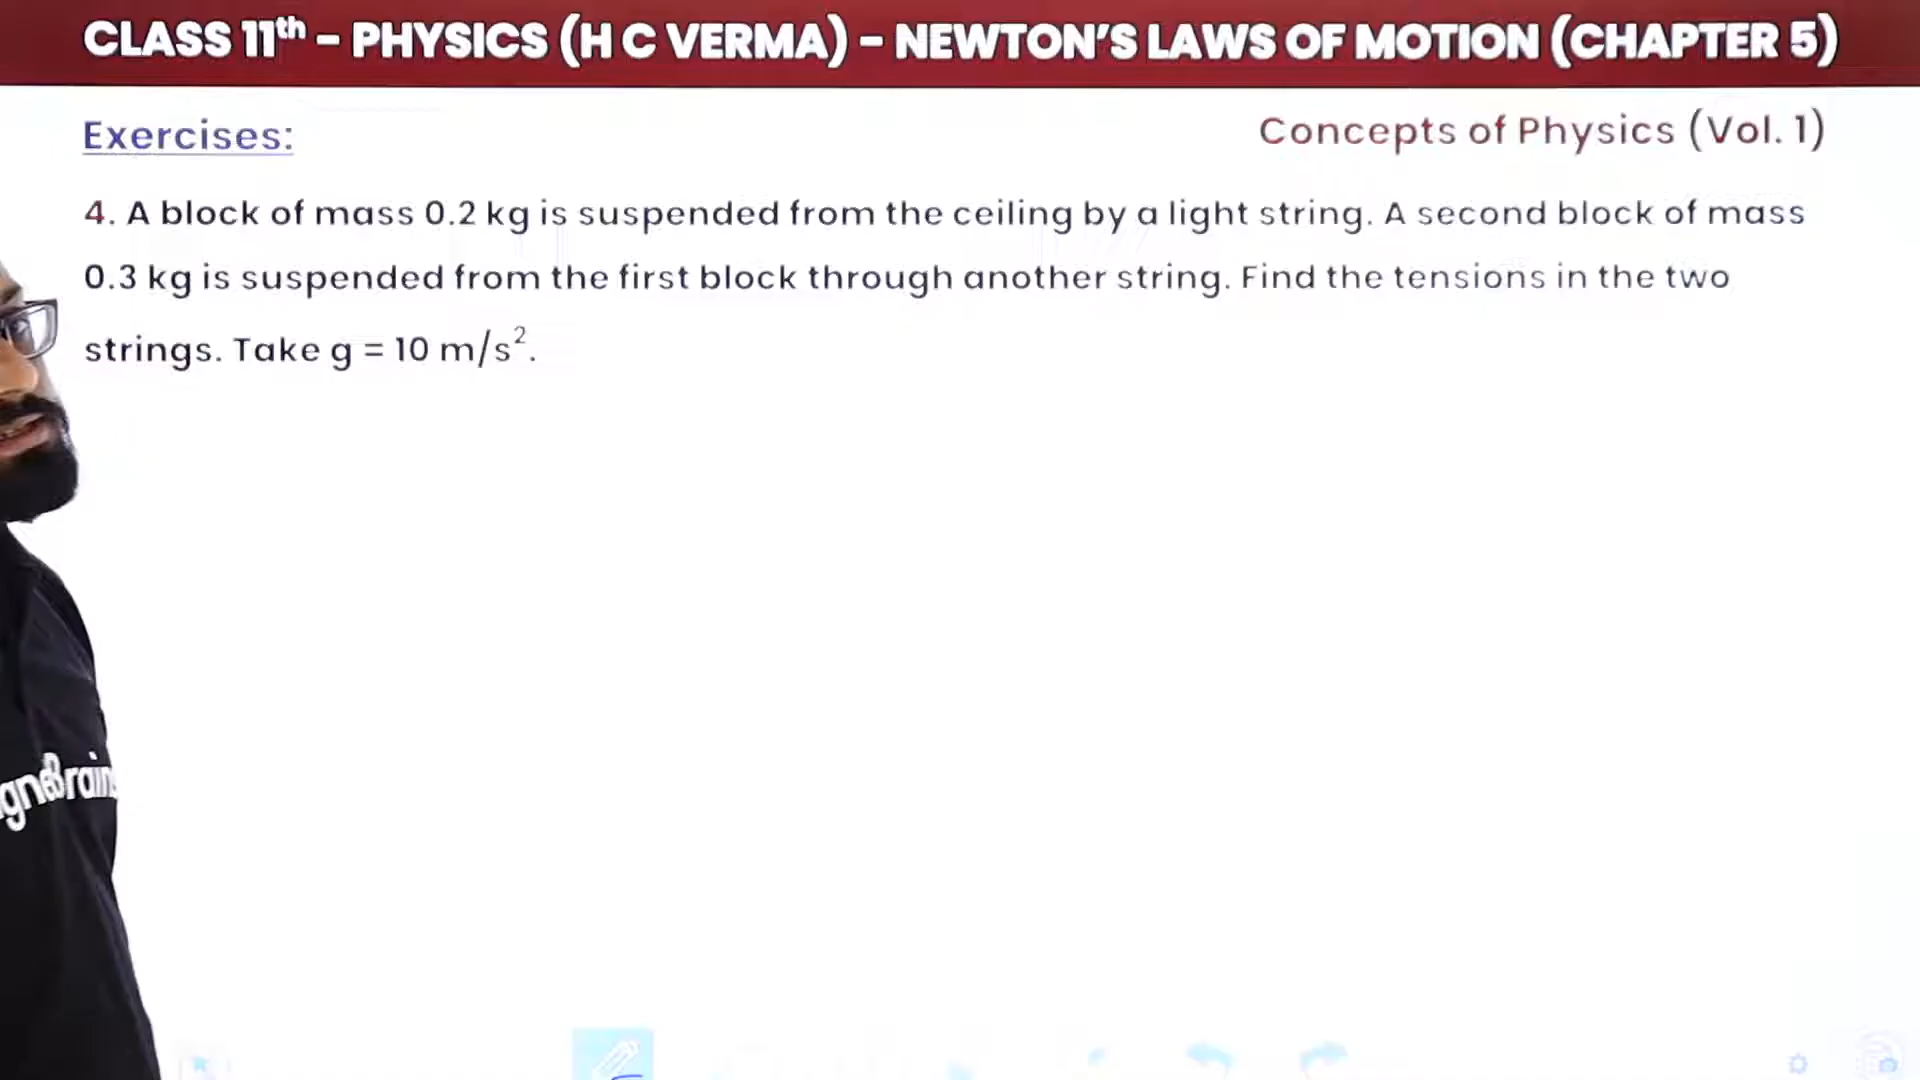 CLASS 11th - PHYSICS (H C VERMA) - NEWTON'S LAWS OF MOTION (CHAPTER 5)
Exercises:
Concepts of Physics (Vol. 1)
4. A block of mass 0.2 kg is suspended from the ceiling by a light string. A second block of mass
0.3 kg is suspended from the first block through another string. Find the tensions in the two
strings. Take g = 10 m/s².